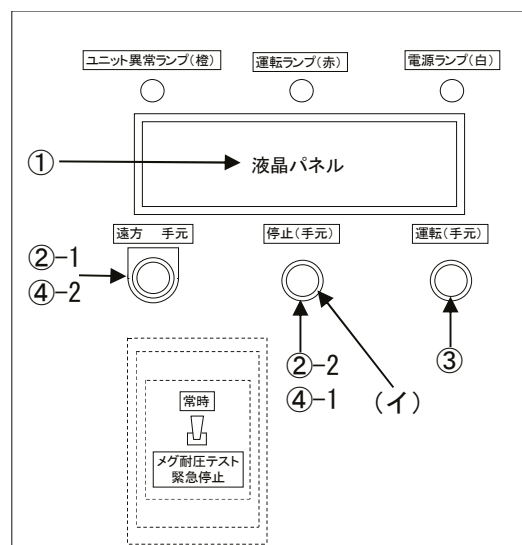 ユニット異常ランプ(橙)
運転ランプ(赤)
電源ランプ(白)
①
液晶パネル
遠方 手元
停止(手元)
運転(手元)
②-1
④-2
②-2
④-1
(イ)
③
常時
メグ耐圧テスト
緊急停止